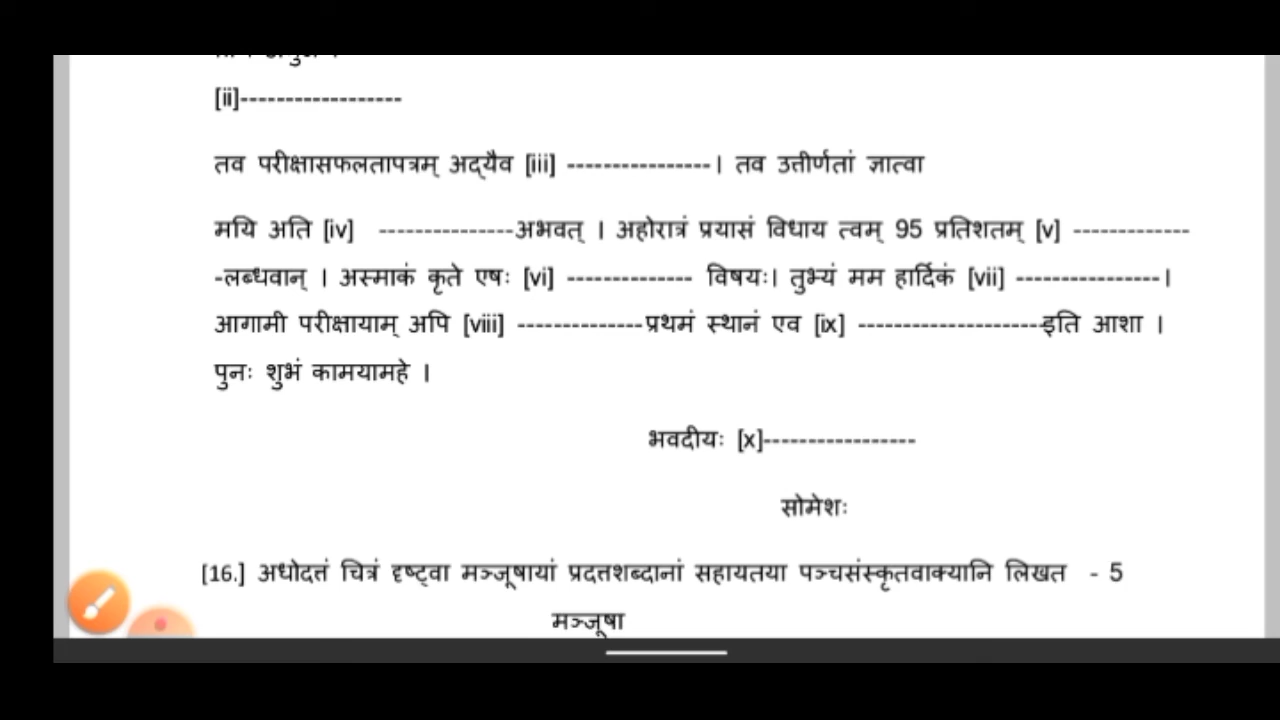 [ii]------------------
तव परीक्षासफलतापत्रम् अद्यैव [iii] ----------------। तव उत्तीर्णतां ज्ञात्वा
मयि अति [iv] ---------------अभवत् । अहोरात्रं प्रयासं विधाय त्वम् 95 प्रतिशतम् [v] -------------
-लब्धवान् । अस्माकं कृते एषः [vi] -------------- विषयः। तुभ्यं मम हार्दिकं [vii] ----------------।
आगामी परीक्षायाम् अपि [viii] --------------प्रथमं स्थानं एव [ix] ---------------------इति आशा ।
पुनः शुभं कामयामहे ।
भवदीयः [x]-----------------
सोमेशः
[16.] अधोदत्तं चित्रं दृष्ट्वा मञ्जूषायां प्रदत्तशब्दानां सहायतया पञ्चसंस्कृतवाक्यानि लिखत - 5
मञ्जूषा